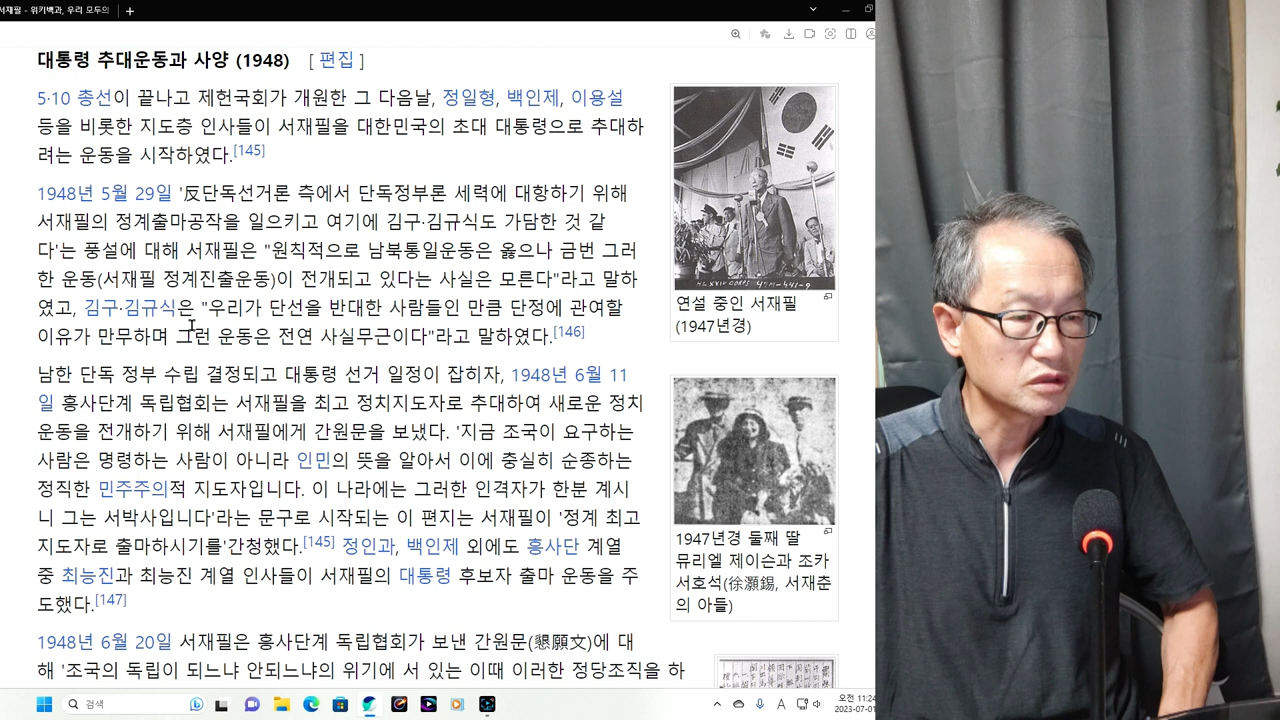 서재필 - 위키백과, 우리 모두의
대통령 추대운동과 사양 (1948) [ 편집 ]
5·10 총선이 끝나고 제헌국회가 개원한 그 다음날, 정일형, 백인제, 이용설
등을 비롯한 지도층 인사들이 서재필을 대한민국의 초대 대통령으로 추대하
려는 운동을 시작하였다.[145]
1948년 5월 29일 '反단독선거론 측에서 단독정부론 세력에 대항하기 위해
서재필의 정계출마공작을 일으키고 여기에 김구·김규식도 가담한 것 같
다'는 풍설에 대해 서재필은 "원칙적으로 남북통일운동은 옳으나 금번 그러
한 운동(서재필 정계진출운동)이 전개되고 있다는 사실은 모른다"라고 말하
였고, 김구·김규식은 "우리가 단선을 반대한 사람들인 만큼 단정에 관여할
이유가 만무하며 그런 운동은 전연 사실무근이다"라고 말하였다.[146]
남한 단독 정부 수립 결정되고 대통령 선거 일정이 잡히자, 1948년 6월 11
일 흥사단계 독립협회는 서재필을 최고 정치지도자로 추대하여 새로운 정치
운동을 전개하기 위해 서재필에게 간원문을 보냈다. '지금 조국이 요구하는
사람은 명령하는 사람이 아니라 인민의 뜻을 알아서 이에 충실히 순종하는
정직한 민주주의적 지도자입니다. 이 나라에는 그러한 인격자가 한분 계시
니 그는 서박사입니다'라는 문구로 시작되는 이 편지는 서재필이 '정계 최고
지도자로 출마하시기를'간청했다.[145] 정인과, 백인제 외에도 흥사단 계열
중 최능진과 최능진 계열 인사들이 서재필의 대통령 후보자 출마 운동을 주
도했다.[147]
1948년 6월 20일 서재필은 흥사단계 독립협회가 보낸 간원문(懇願文)에 대
해 '조국의 독립이 되느냐 안되느냐의 위기에 서 있는 이때 이러한 정당조직을 하
연설 중인 서재필
(1947년경)
1947년경 둘째 딸
뮤리엘 제이슨과 조카
서호석(徐灝錫, 서재춘
의 아들)
검색
A
오전 11:24
2023-07-01